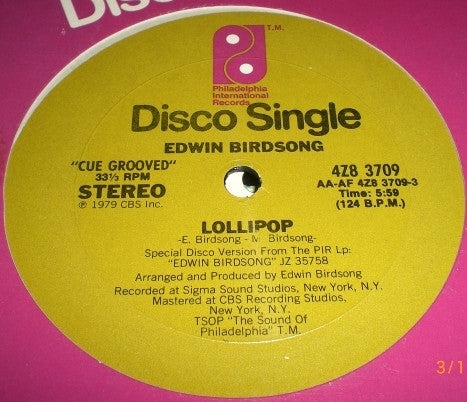 Disco
T.M.
Philadelphia
International
Records
Disco Single
EDWIN BIRDSONG
"CUE GROOVED"
33⅓ RPM
STEREO
℗ 1979 CBS Inc.
4Z8 3709
AA-AF 4Z8 3709-3
Time: 5:59
(124 B.P.M.)
LOLLIPOP
-E. Birdsong - M. Birdsong-
Special Disco Version From The PIR Lp:
"EDWIN BIRDSONG" JZ 35758
Arranged and Produced by Edwin Birdsong
Recorded at Sigma Sound Studios, New York, N.Y.
Mastered at CBS Recording Studios,
New York, N.Y.
TSOP "The Sound Of
Philadelphia" T.M.
3/1